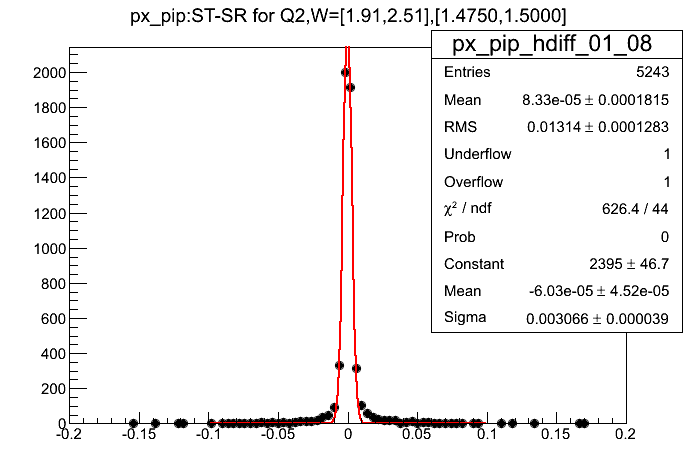 px_pip:ST-SR for Q2,W=[1.91,2.51],[1.4750,1.5000]
px_pip_hdiff_01_08
Entries 5243
Mean 8.33e-05 ± 0.0001815
RMS 0.01314 ± 0.0001283
Underflow 1
Overflow 1
χ² / ndf 626.4 / 44
Prob 0
Constant 2395 ± 46.7
Mean -6.03e-05 ± 4.52e-05
Sigma 0.003066 ± 0.000039
2000
1800
1600
1400
1200
1000
800
600
400
200
0
-0.2 -0.15 -0.1 -0.05 0 0.05 0.1 0.15 0.2